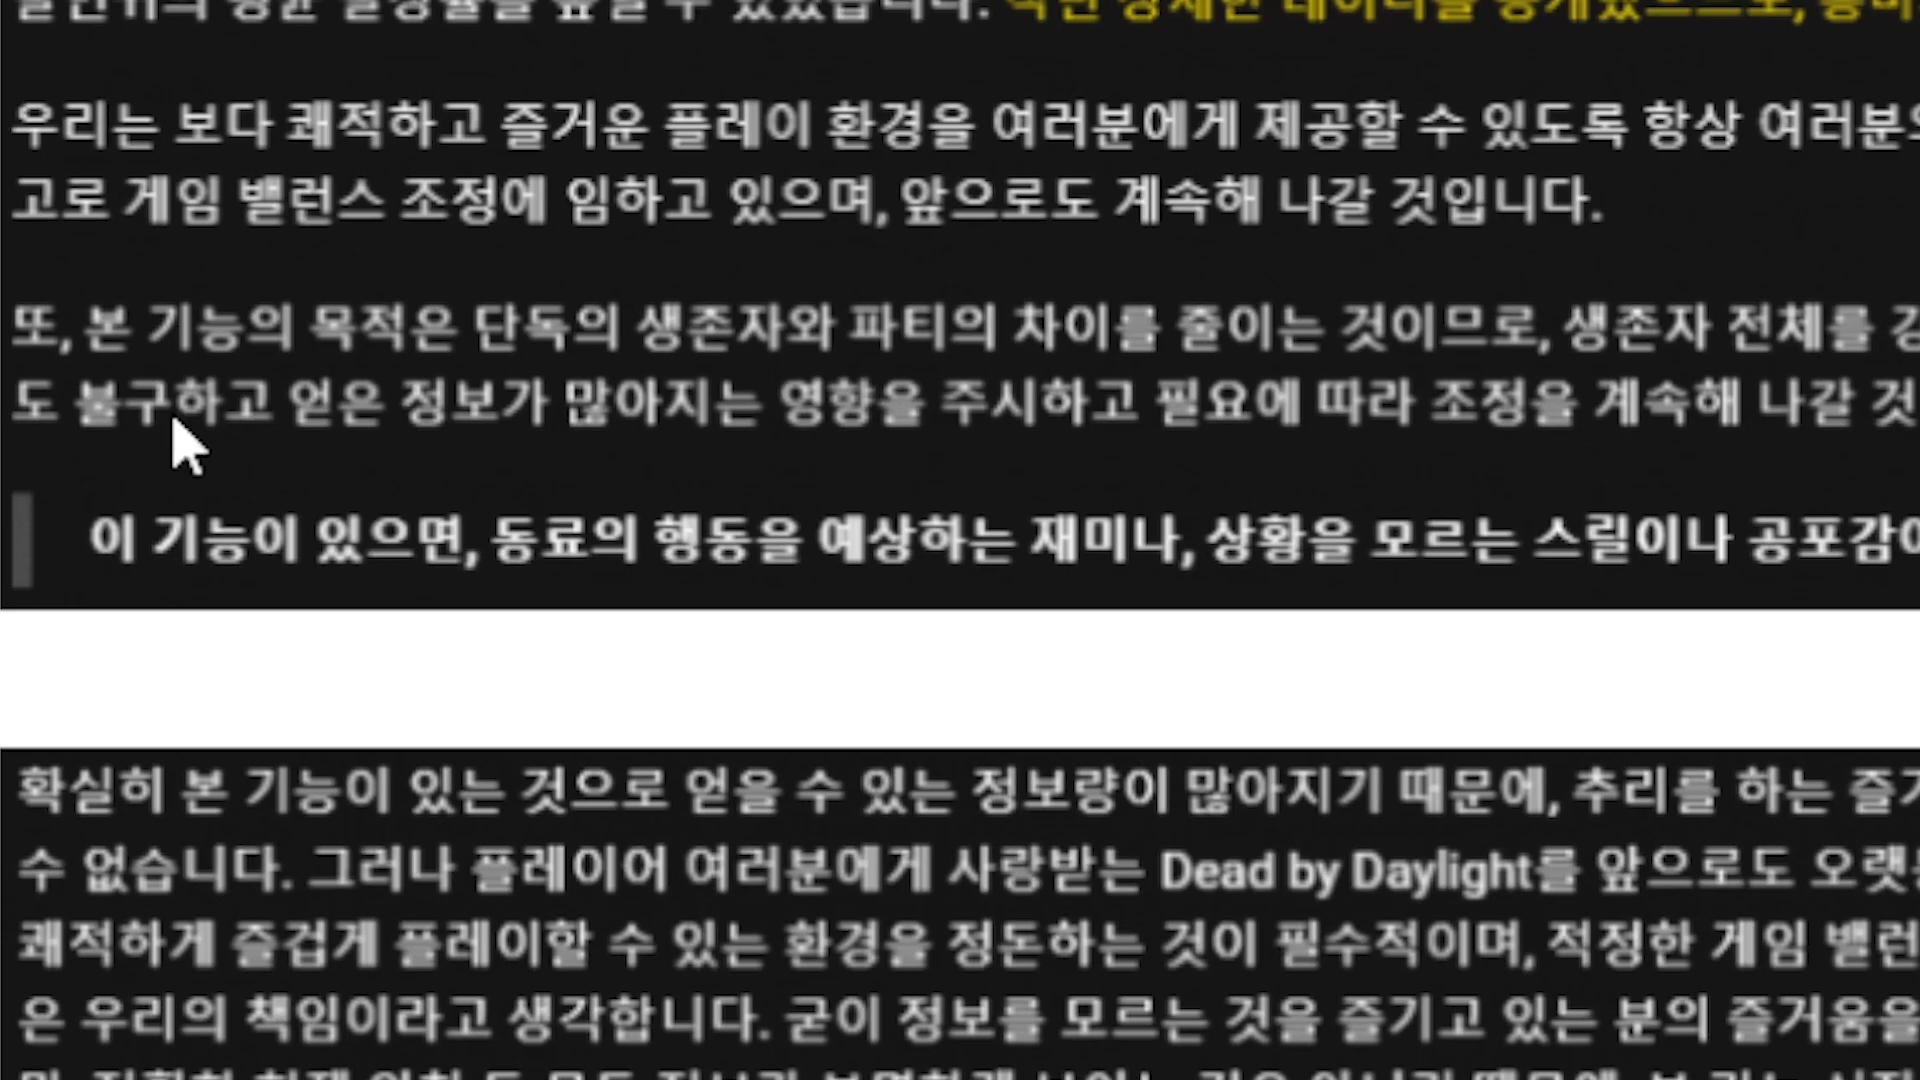 우리는 보다 쾌적하고 즐거운 플레이 환경을 여러분에게 제공할 수 있도록 항상
고로 게임 밸런스 조정에 임하고 있으며, 앞으로도 계속해 나갈 것입니다.
또, 본 기능의 목적은 단독의 생존자와 파티의 차이를 줄이는 것이므로, 생존자 전체를
도 불구하고 얻은 정보가 많아지는 영향을 주시하고 필요에 따라 조정을 계속해 나갈 것
이 기능이 있으면, 동료의 행동을 예상하는 재미나, 상황을 모르는 스릴이나
확실히 본 기능이 있는 것으로 얻을 수 있는 정보량이 많아지기 때문에, 추리를 하는
수 없습니다. 그러나 플레이어 여러분에게 사랑받는 Dead by Daylight를 앞으로도
쾌적하게 즐겁게 플레이할 수 있는 환경을 정돈하는 것이 필수적이며, 적정한 게임
은 우리의 책임이라고 생각합니다. 굳이 정보를 모르는 것을 즐기고 있는 분의 즐거움을